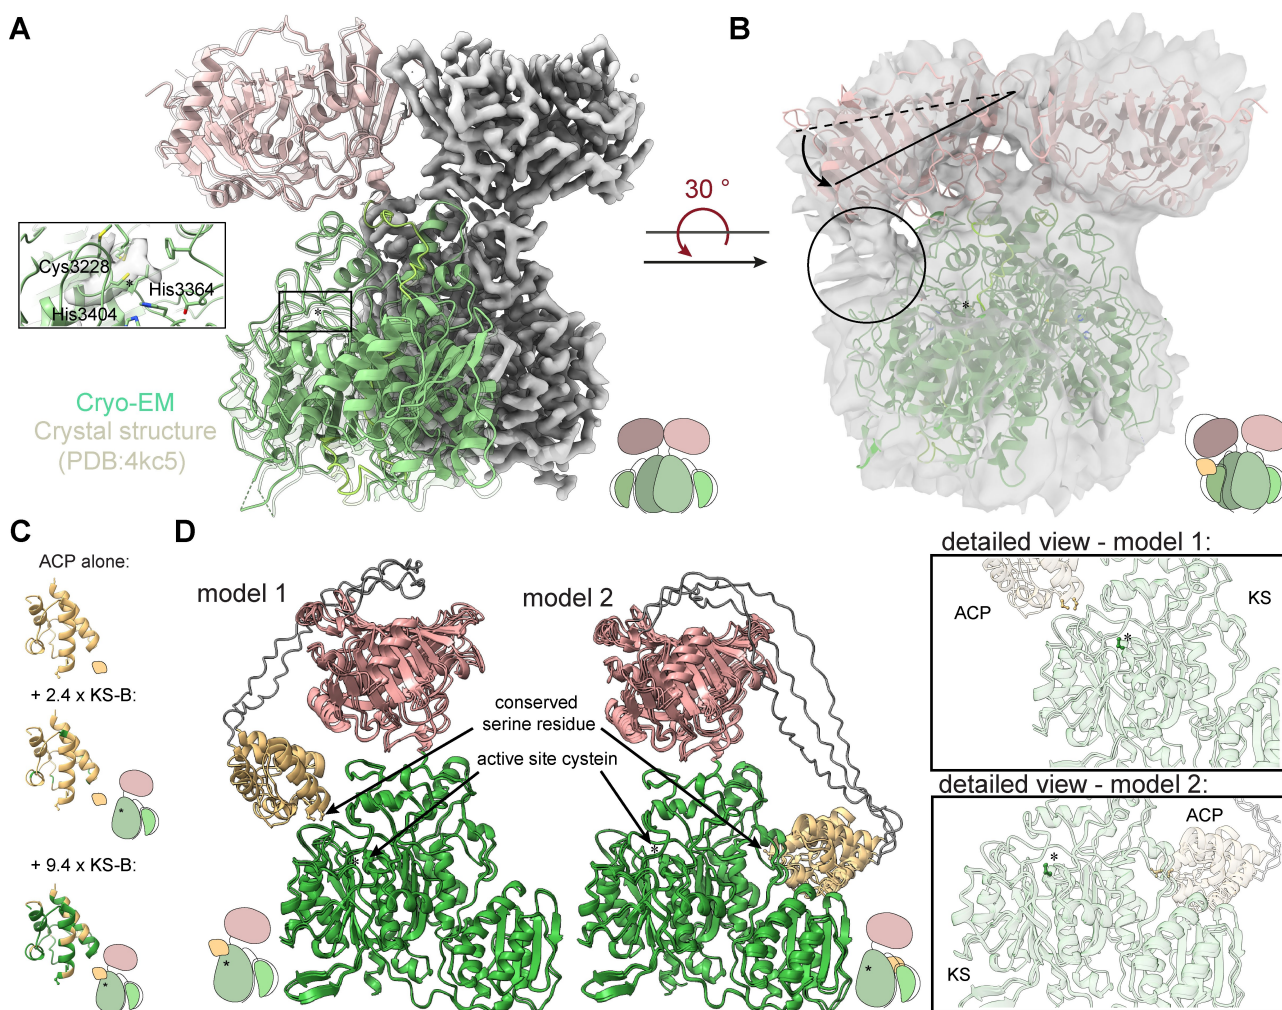 A
B
30 °
Cys3228
*
His3364
His3404
*
*
Cryo-EM
Crystal structure
(PDB:4kc5)
C
D
ACP alone:
+ 2.4 x KS-B:
*
+ 9.4 x KS-B:
*
model 1
model 2
conserved
serine residue
active site cystein
*
*
*
*
detailed view - model 1:
ACP
KS
*
detailed view - model 2:
ACP
*
KS